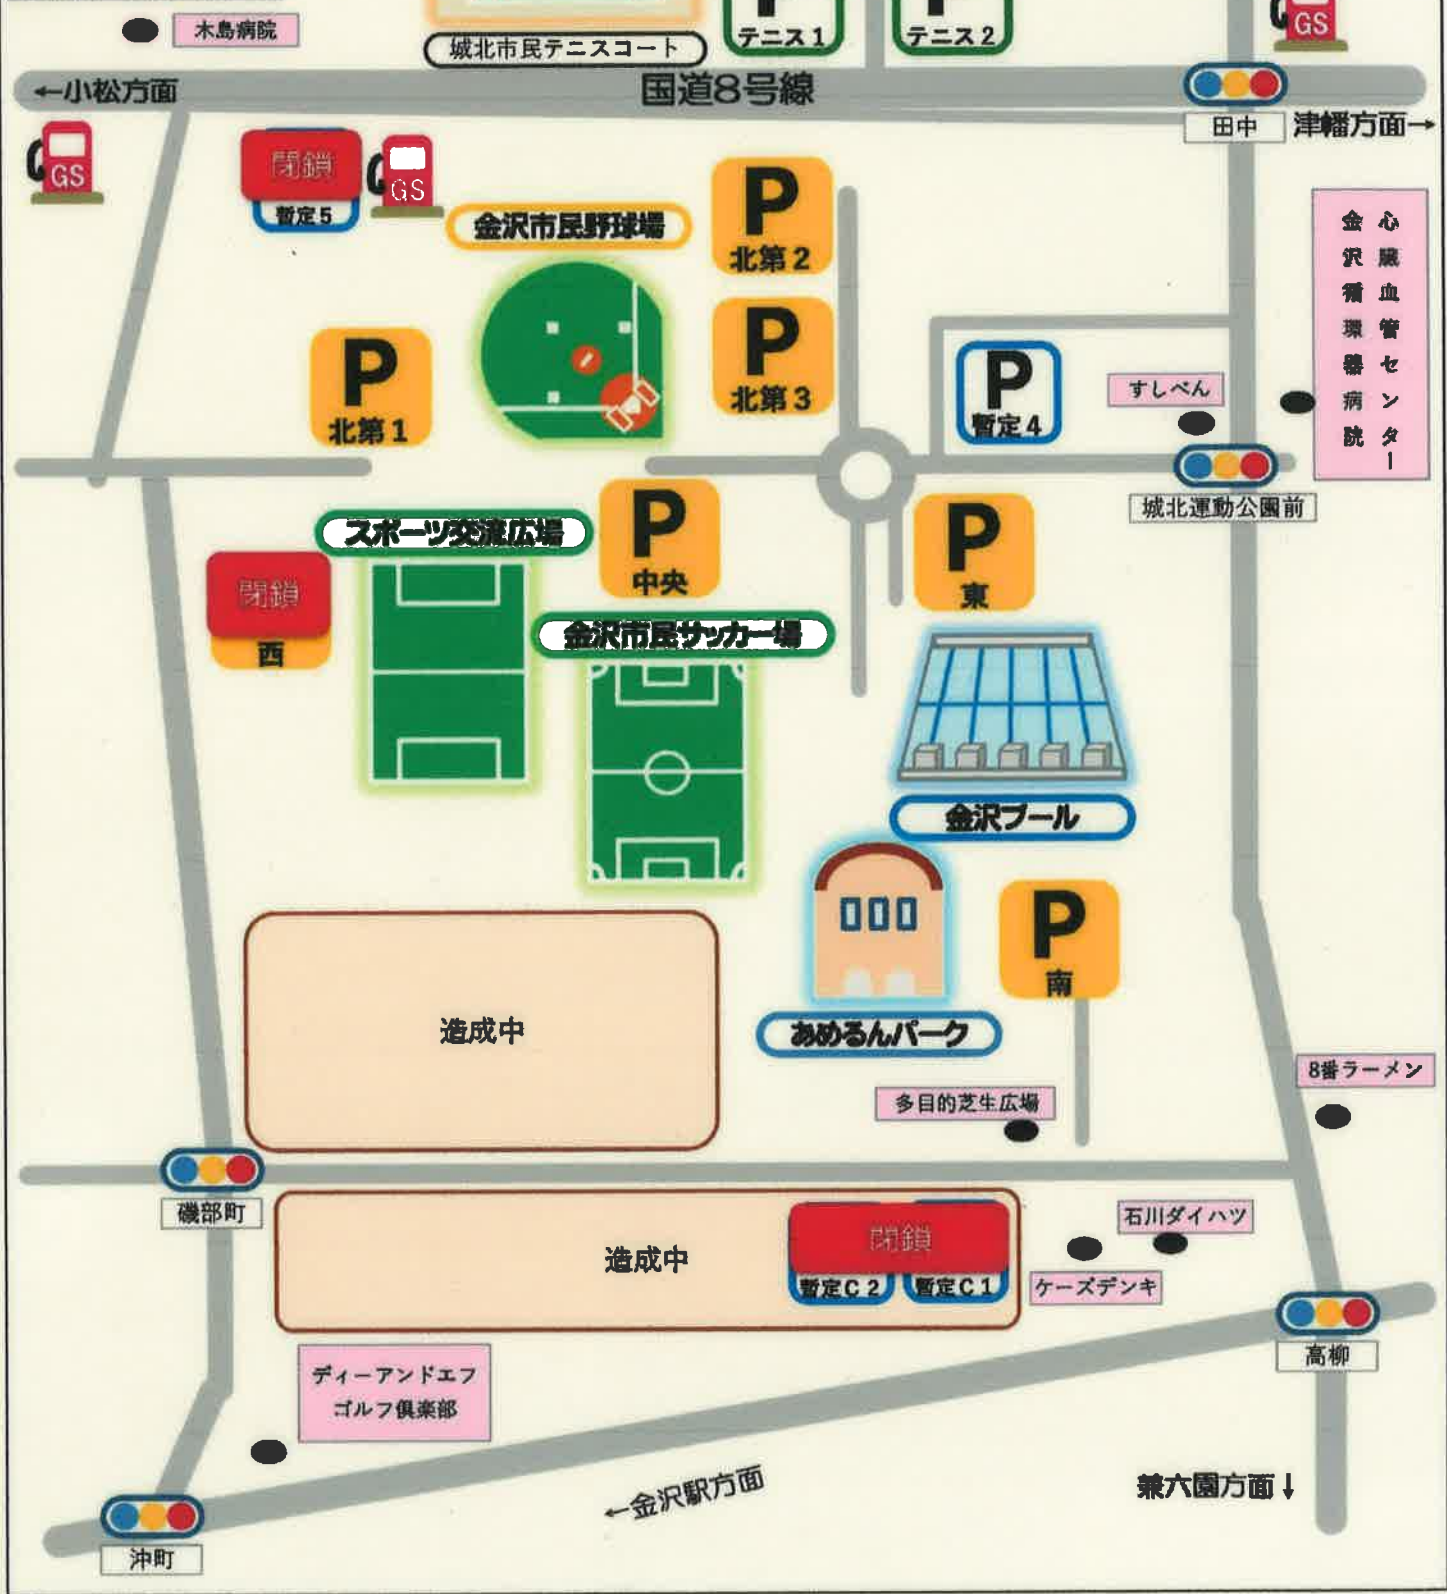 木島病院
城北市民テニスコート
P
テニス1
P
テニス2
GS
←小松方面
国道8号線
田中
津幡方面→
GS
閉鎖
暫定5
GS
金沢市民野球場
P
北第2
P
北第3
P
北第1
P
暫定4
すしべん
心臓血管センター
金沢循環器病院
城北運動公園前
スポーツ交流広場
P
中央
P
東
閉鎖
西
金沢市民サッカー場
金沢プール
P
南
造成中
あめるんパーク
8番ラーメン
多目的芝生広場
磯部町
造成中
閉鎖
暫定C2
暫定C1
石川ダイハツ
ケーズデンキ
高柳
ディーアンドエフ
ゴルフ倶楽部
←金沢駅方面
兼六園方面↓
沖町